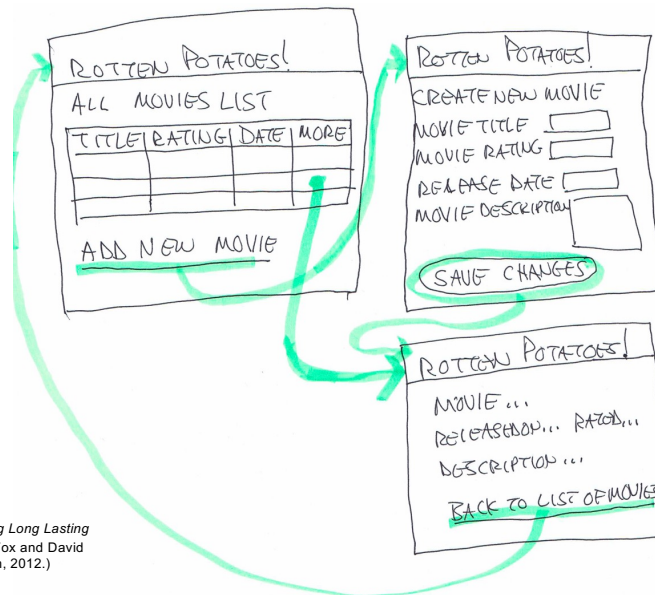 ROTTEN POTATOES!
ALL MOVIES LIST
TITLE RATING DATE MORE
ADD NEW MOVIE
ROTTEN POTATOES!
CREATE NEW MOVIE
MOVIE TITLE
MOVIE RATING
RELEASE DATE
MOVIE DESCRIPTION
SAVE CHANGES
ROTTEN POTATOES!
MOVIE ...
RELEASED ON... RATED...
DESCRIPTION ...
BACK TO LIST OF MOVIES
g Long Lasting
ox and David
n, 2012.)